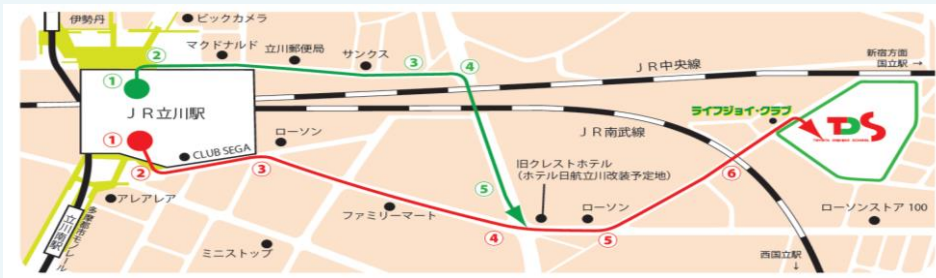 伊勢丹
ビックカメラ
②
マクドナルド
立川郵便局
サンクス
③
④
①
JR中央線
新宿方面
国立駅 →
JR立川駅
ライフジョイ・クラブ
TDS
①
ローソン
JR南武線
CLUB SEGA
②
③
旧クレストホテル
(ホテル日航立川改装予定地)
⑥
⑤
アレアレア
ファミリーマート
ローソン
ローソンストア 100
④
⑤
多摩都市モノレール
立川南駅
ミニストップ
西国立駅
↓